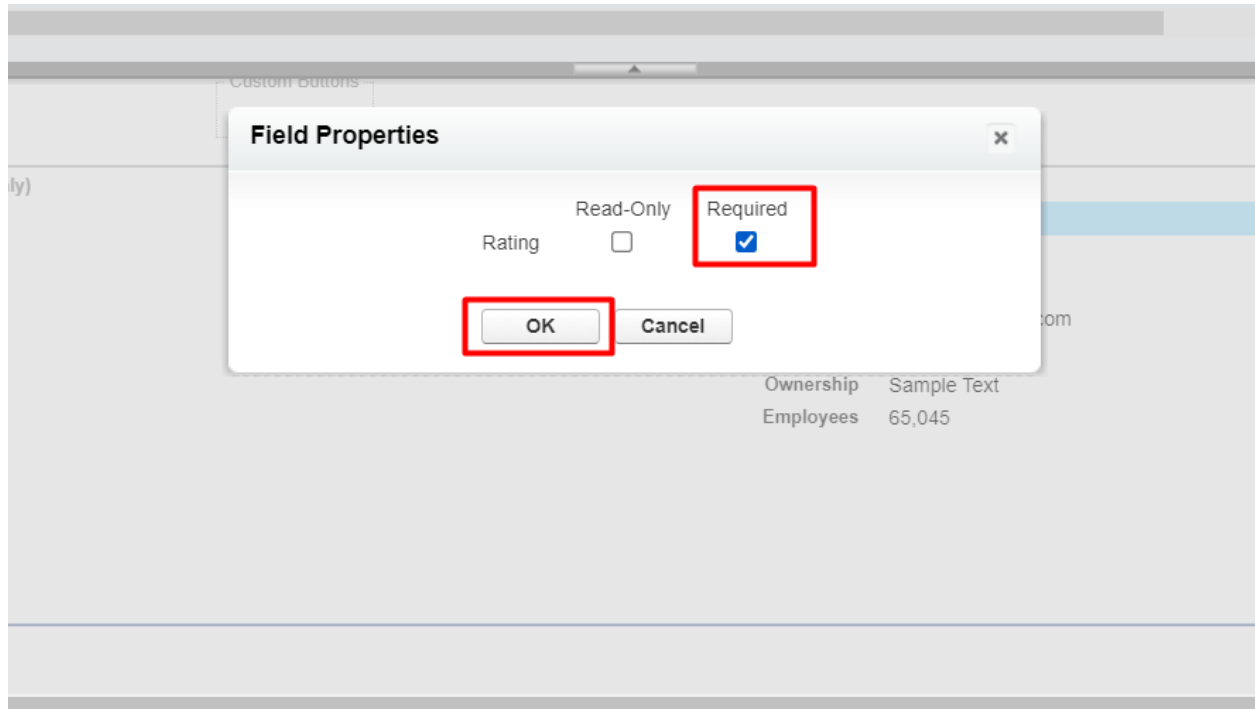 Custom Buttons
Field Properties
ly)
Read-Only Required
Rating
OK Cancel
com
Ownership Sample Text
Employees 65,045